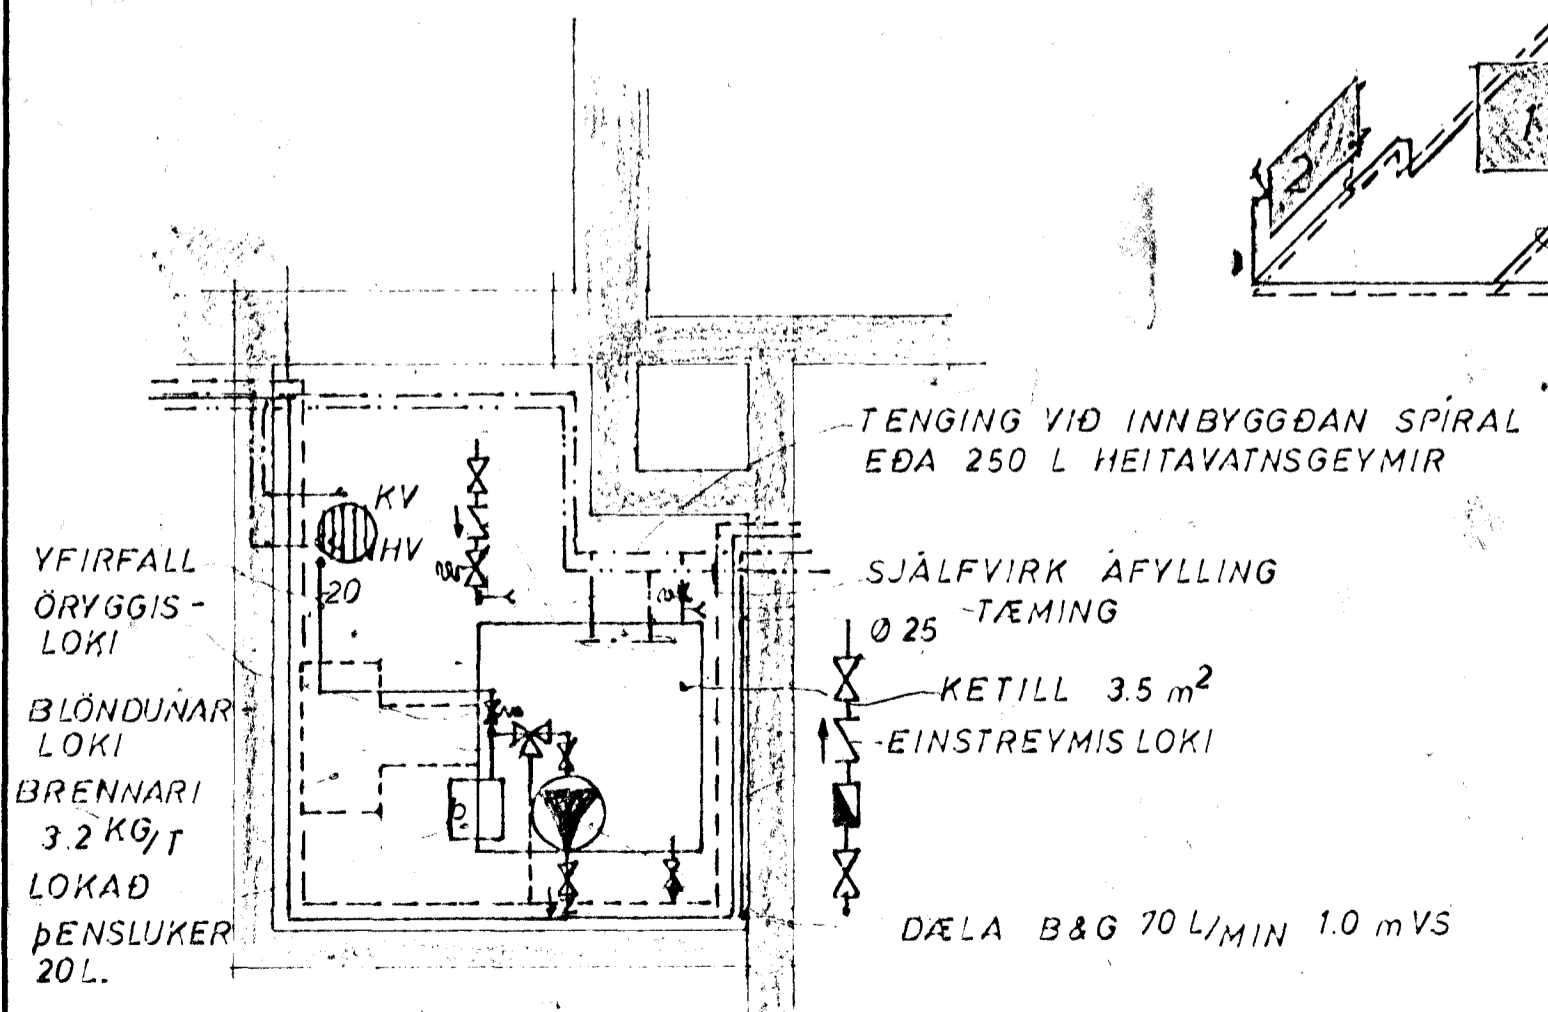 2
1
TENGING VIÐ INNBYGGÐAN SPÍRAL
EÐA 250 L HEITAVATNSGEYMIR
KV
HV
20
YFIRFALL
ÖRYGGIS-
LOKI
BLÖNDUNAR
LOKI
BRENNARI
3.2 KG/T
LOKAÐ
ÞENSLUKER
20 L.
SJÁLFVIRK ÁFYLLING
-TÆMING
Ø 25
KETILL 3.5 m²
EINSTREYMIS LOKI
DÆLA B&G 70 L/MIN 1.0 mVS